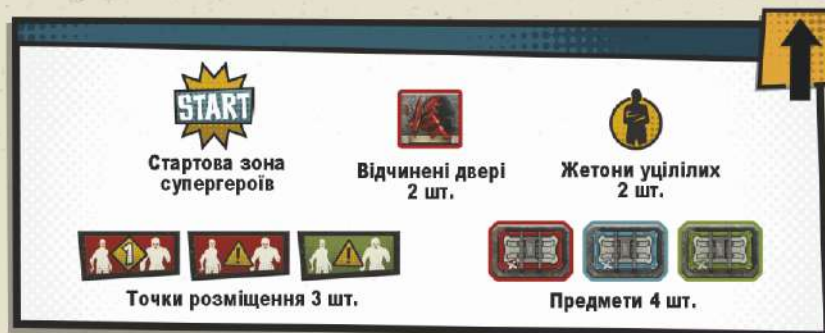 START
Стартова зона
супергероїв
Відчинені двері
2 шт.
Жетони уцілілих
2 шт.
1
Точки розміщення 3 шт.
Предмети 4 шт.